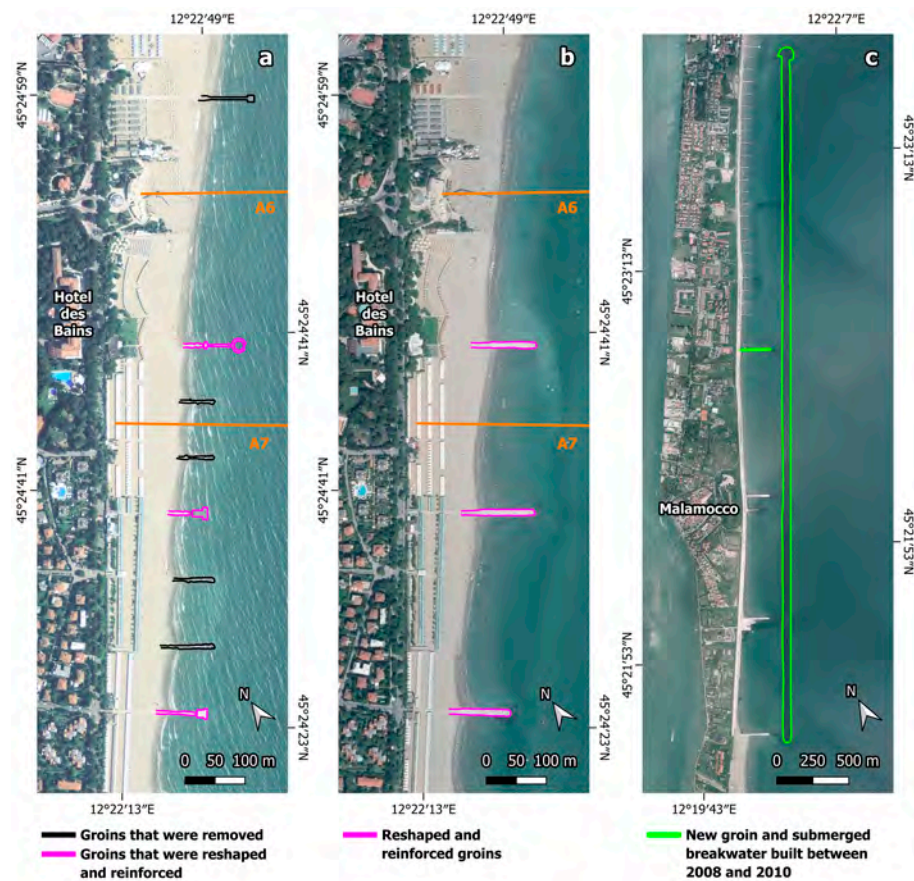 12°22'49"E
12°22'49"E
12°22'7"E
a
b
c
45°24'59"N
45°24'59"N
45°23'13"N
A6
A6
45°23'13"N
Hotel
des
Bains
Hotel
des
Bains
45°24'41"N
45°24'41"N
A7
A7
45°24'41"N
45°24'41"N
Malamocco
45°21'53"N
45°21'53"N
N
N
N
45°24'23"N
45°24'23"N
0 50 100 m
0 50 100 m
0 250 500 m
12°22'13"E
12°22'13"E
12°19'43"E
Groins that were removed
Groins that were reshaped
and reinforced
Reshaped and
reinforced groins
New groin and submerged
breakwater built between
2008 and 2010